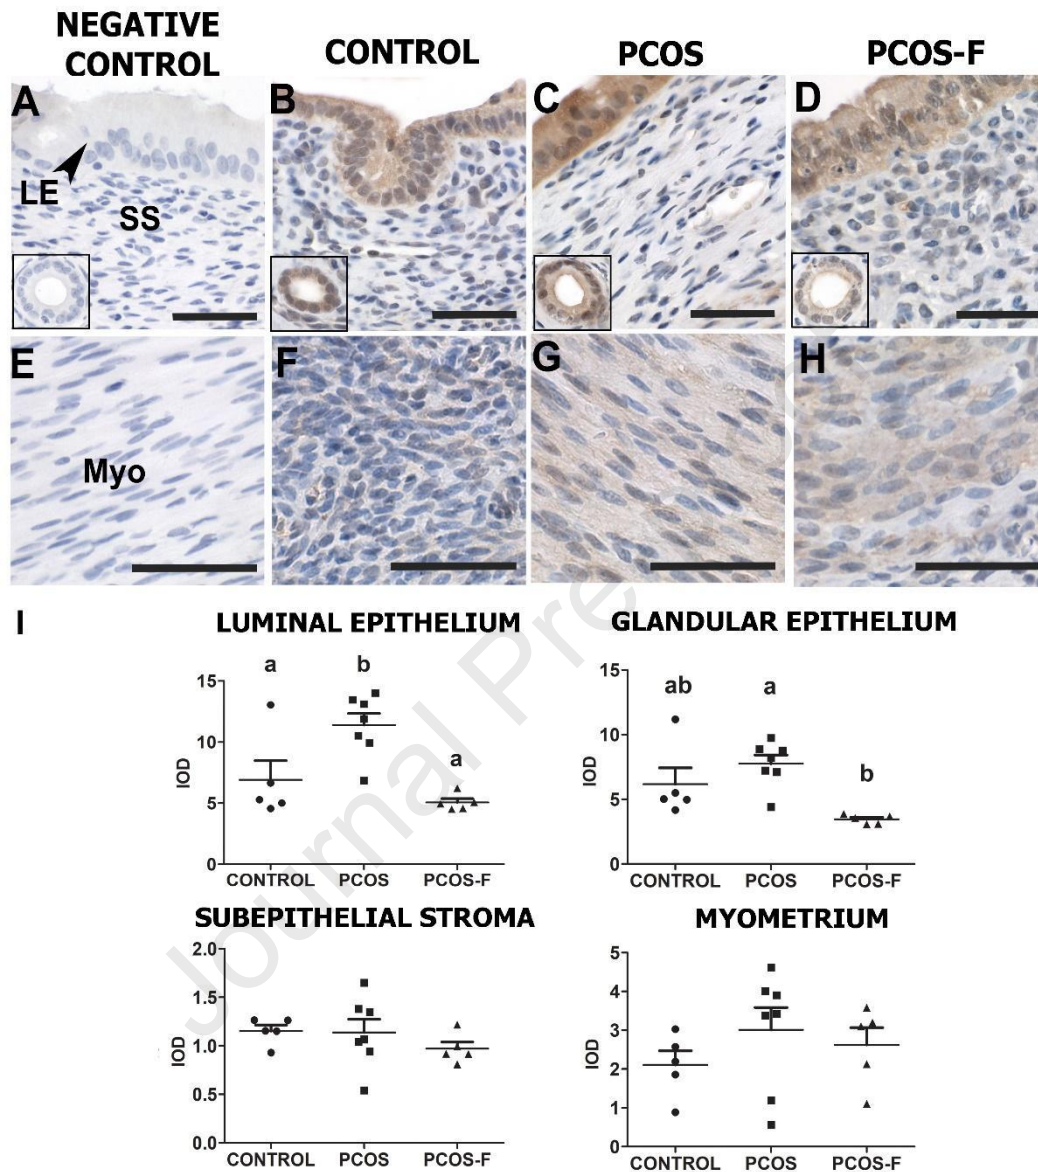 NEGATIVE
CONTROL
CONTROL
PCOS
PCOS-F
A
B
C
D
LE
SS
E
F
G
H
Myo
I
LUMINAL EPITHELIUM
a
b
a
15
10
5
0
IOD
CONTROL
PCOS
PCOS-F
GLANDULAR EPITHELIUM
ab
a
b
15
10
5
0
IOD
CONTROL
PCOS
PCOS-F
SUBEPITHELIAL STROMA
2.0
1.5
1.0
0.5
0.0
IOD
CONTROL
PCOS
PCOS-F
MYOMETRIUM
5
4
3
2
1
0
IOD
CONTROL
PCOS
PCOS-F
Journal Pre